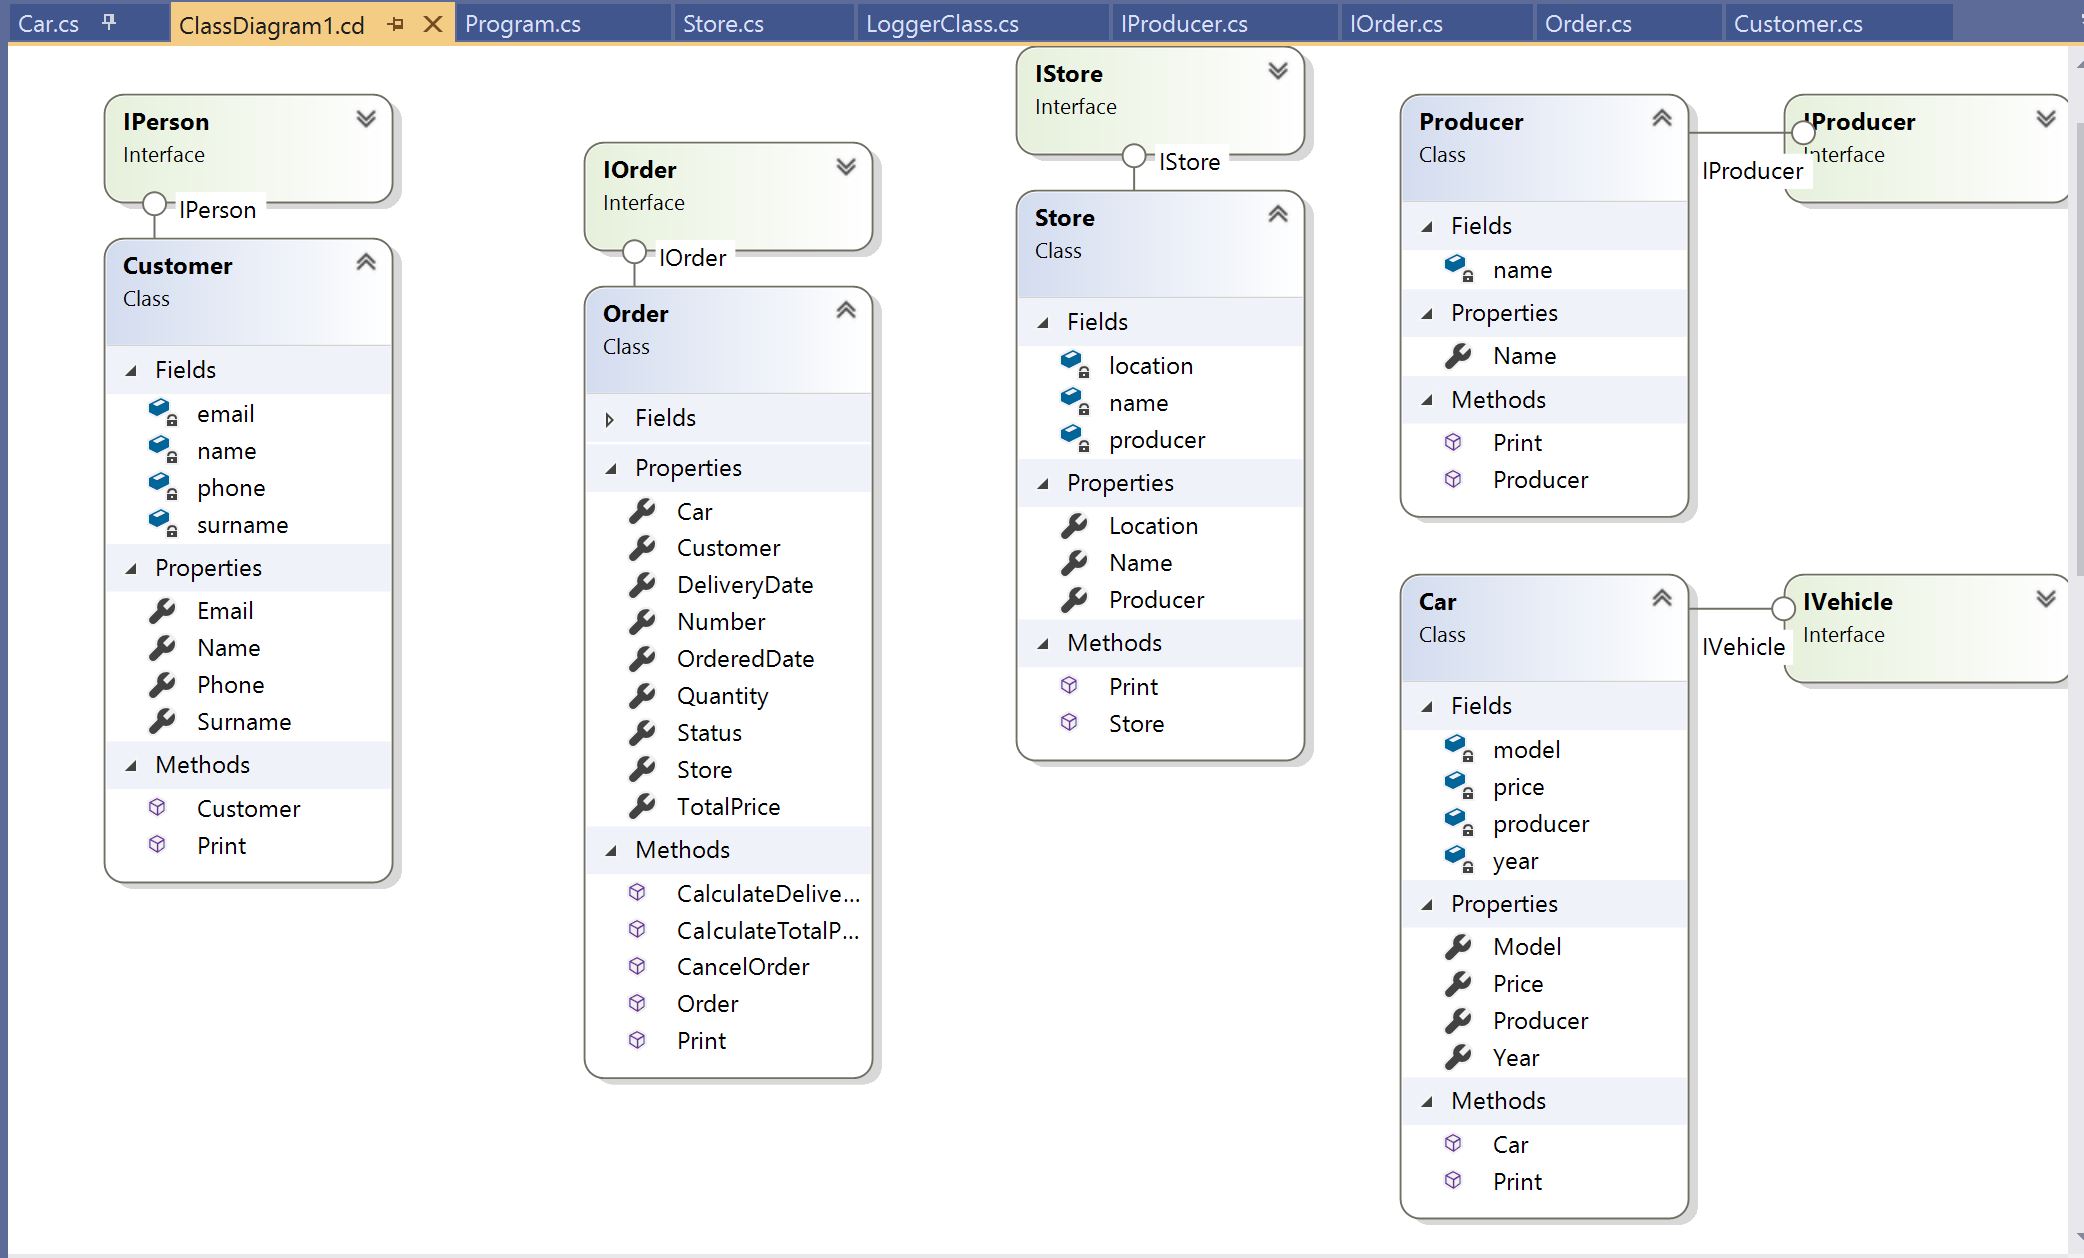 Car.cs
ClassDiagram1.cd
Program.cs
Store.cs
LoggerClass.cs
IProducer.cs
IOrder.cs
Order.cs
Customer.cs
IPerson
Interface
IPerson
Customer
Class
Fields
email
name
phone
surname
Properties
Email
Name
Phone
Surname
Methods
Customer
Print
IOrder
Interface
IOrder
Order
Class
Fields
Properties
Car
Customer
DeliveryDate
Number
OrderedDate
Quantity
Status
Store
TotalPrice
Methods
CalculateDelive...
CalculateTotalP...
CancelOrder
Order
Print
IStore
Interface
IStore
Store
Class
Fields
location
name
producer
Properties
Location
Name
Producer
Methods
Print
Store
Producer
Class
Fields
name
Properties
Name
Methods
Print
Producer
IProducer
IProducer
Interface
Car
Class
Fields
model
price
producer
year
Properties
Model
Price
Producer
Year
Methods
Car
Print
IVehicle
IVehicle
Interface